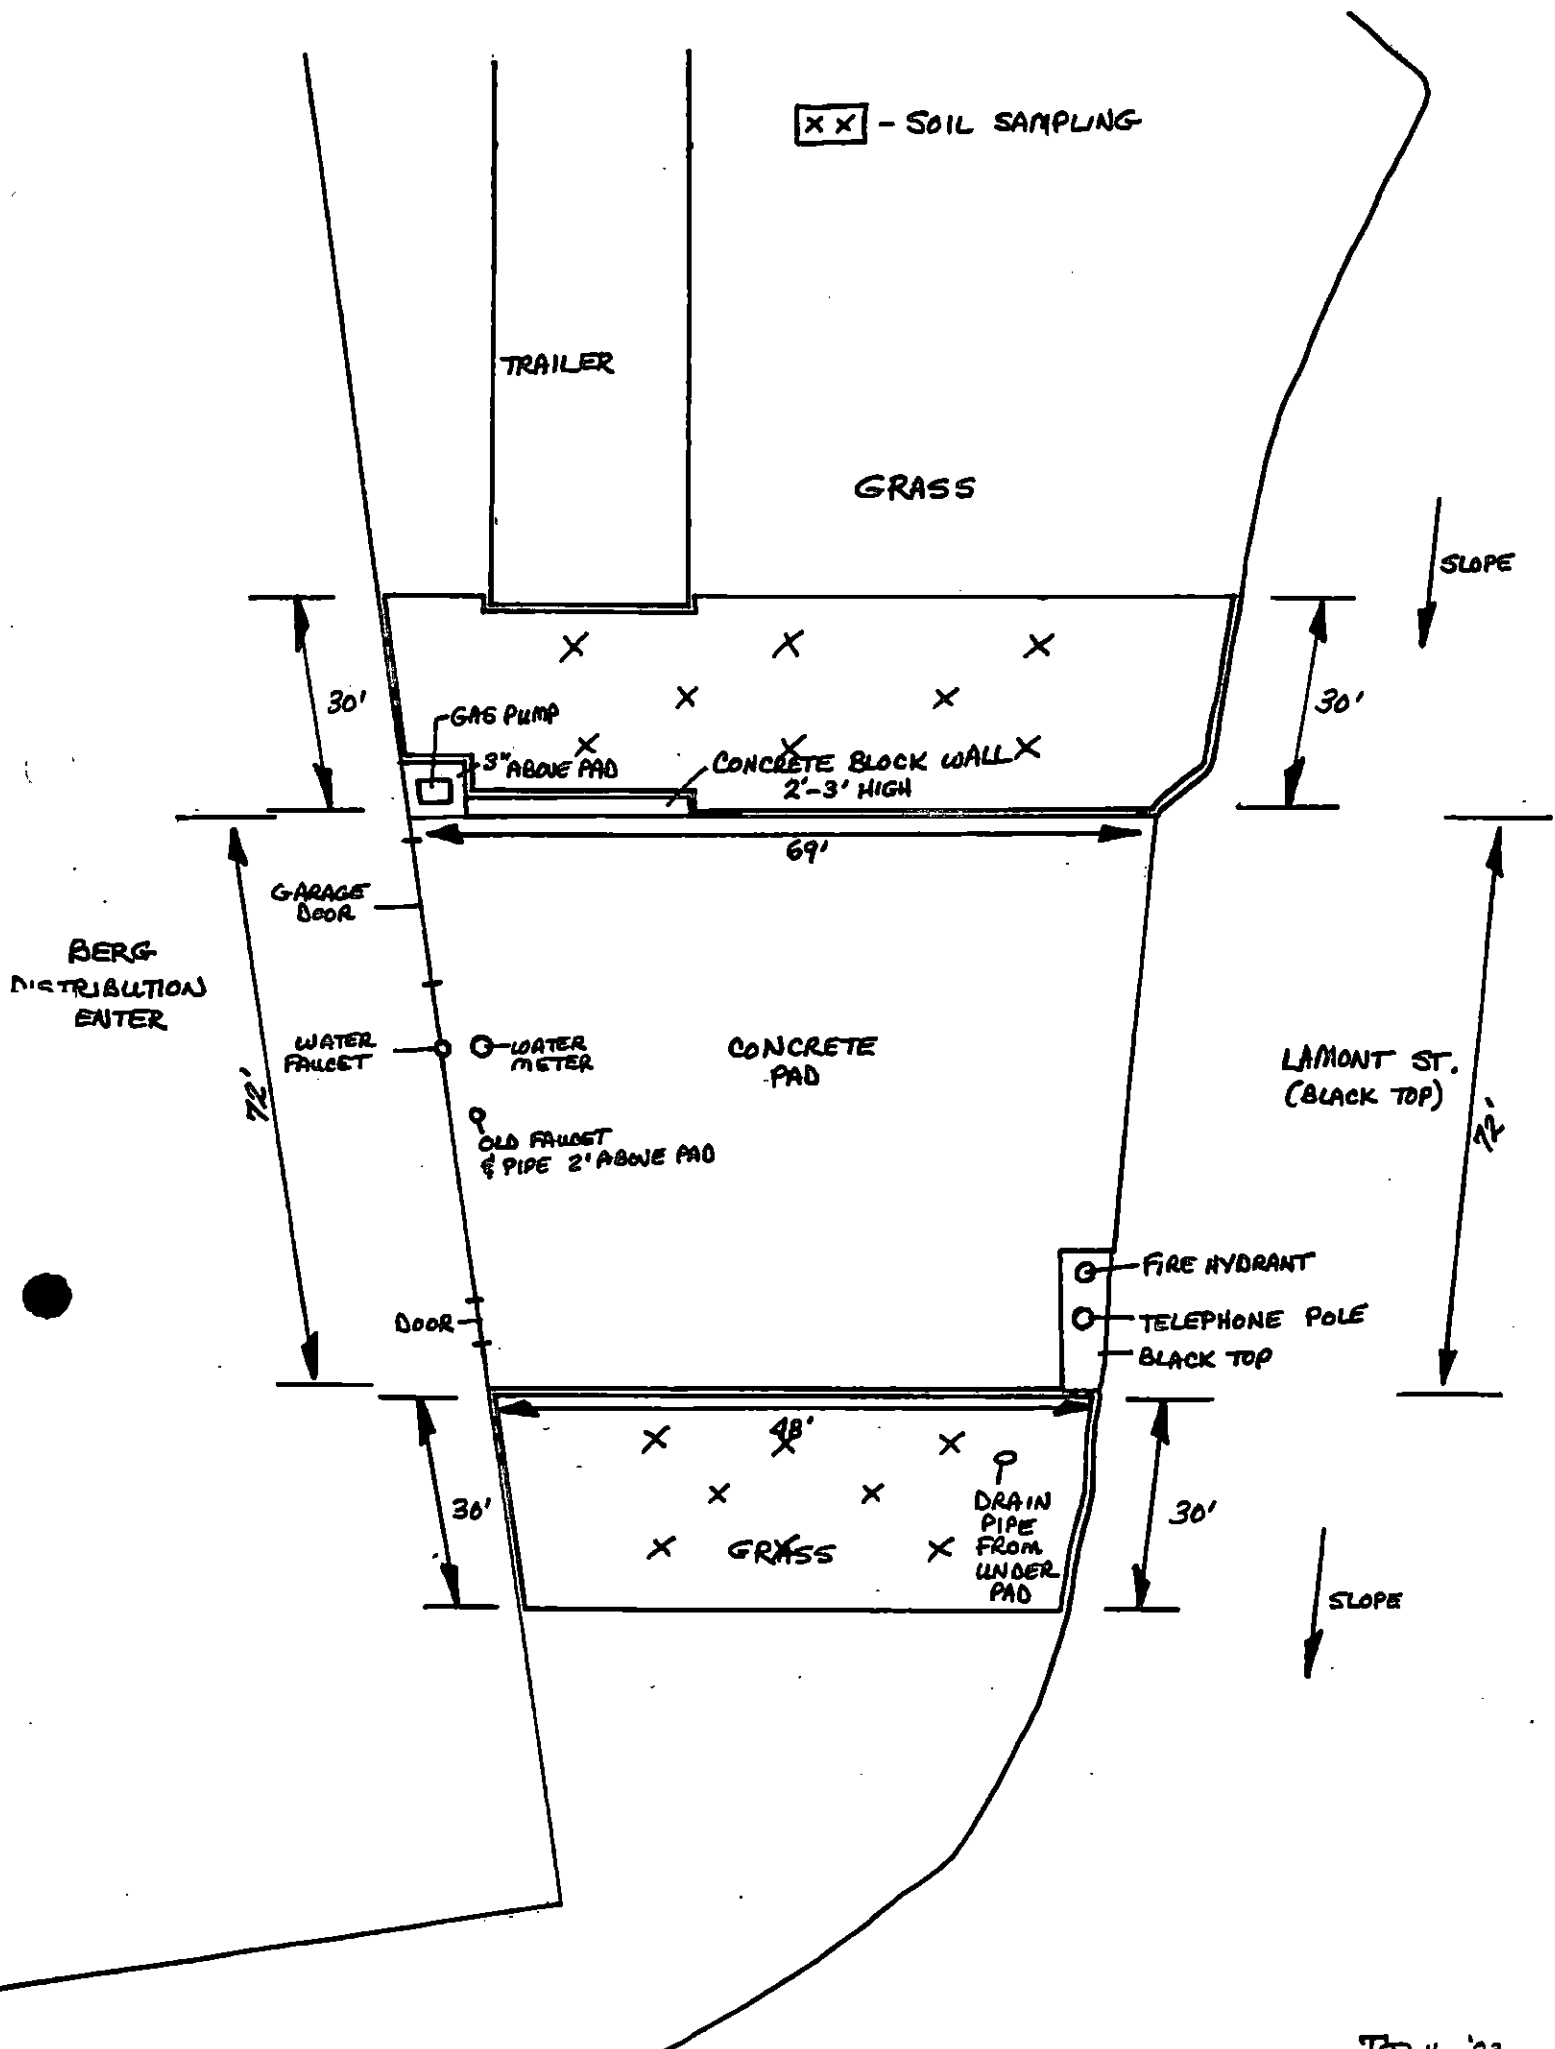 X X - SOIL SAMPLING
TRAILER
GRASS
SLOPE
30'
30'
GAS PUMP
3" ABOVE PAD
CONCRETE BLOCK WALL
2'-3' HIGH
69'
GARAGE
DOOR
BERG
DISTRIBUTION
ENTER
WATER
FAUCET
WATER
METER
CONCRETE
PAD
LAMONT ST.
(BLACK TOP)
72'
72'
OLD FAUCET
& PIPE 2' ABOVE PAD
FIRE HYDRANT
TELEPHONE POLE
BLACK TOP
DOOR
48'
30'
30'
DRAIN
PIPE
FROM
UNDER
PAD
GRASS
SLOPE